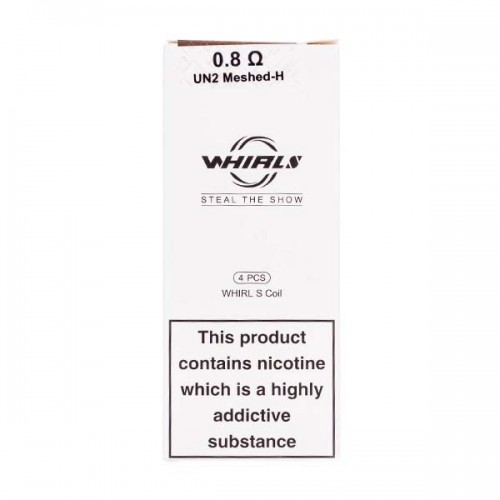 0.8 Ω
UN2 Meshed-H
WHIRL S
STEAL THE SHOW
4 PCS
WHIRL S Coil
This product
contains nicotine
which is a highly
addictive
substance